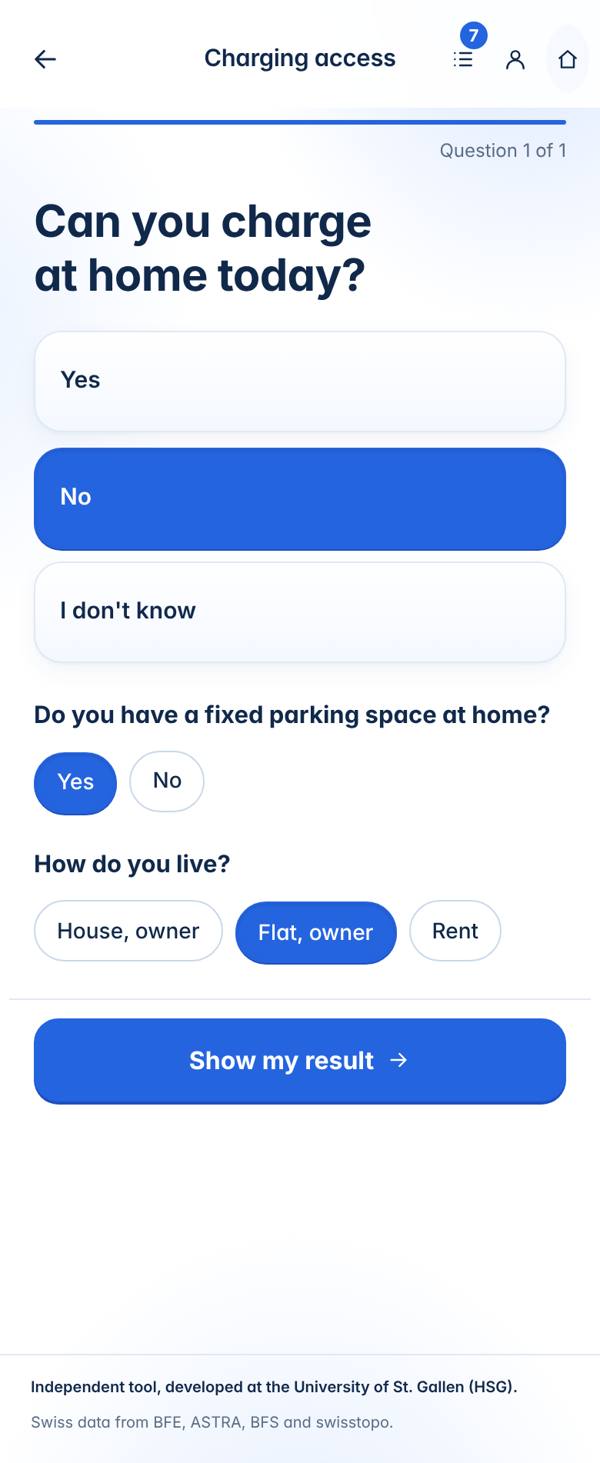 Charging access
7
Question 1 of 1
Can you charge
at home today?
Yes
No
I don't know
Do you have a fixed parking space at home?
Yes
No
How do you live?
House, owner
Flat, owner
Rent
Show my result →
Independent tool, developed at the University of St. Gallen (HSG).
Swiss data from BFE, ASTRA, BFS and swisstopo.